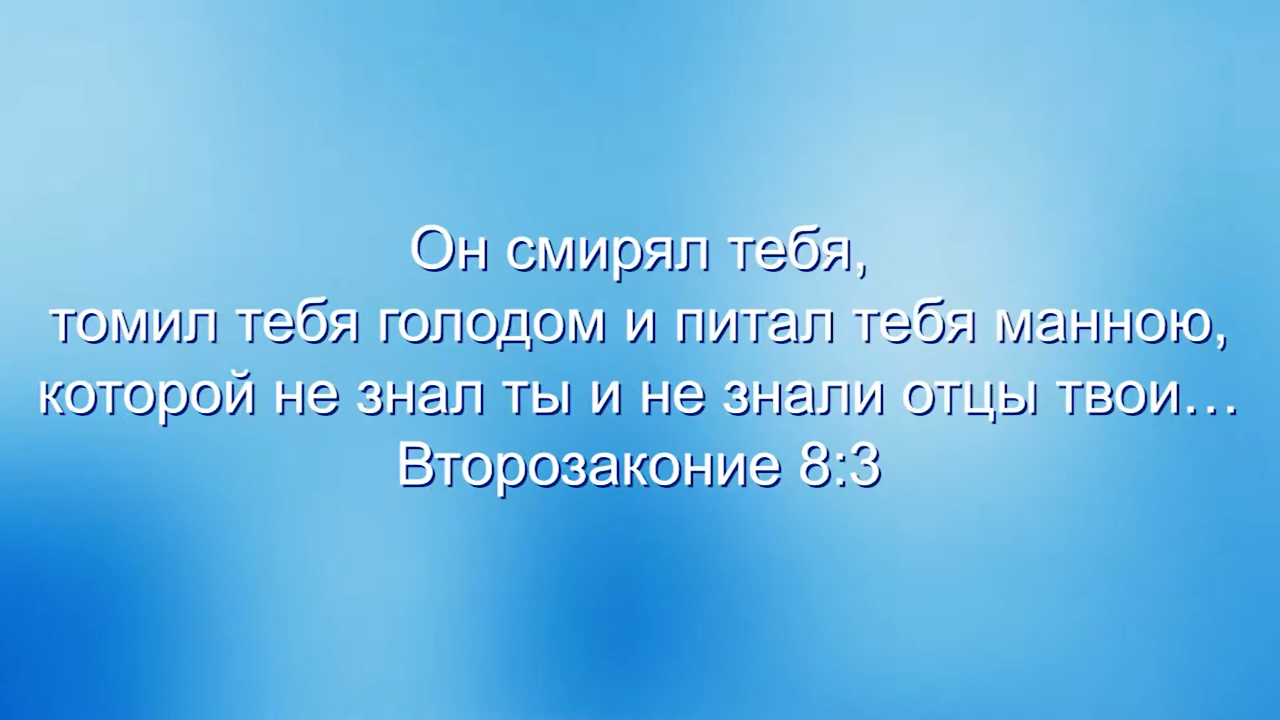 Он смирял тебя,
томил тебя голодом и питал тебя манною,
которой не знал ты и не знали отцы твои…
Второзаконие 8:3